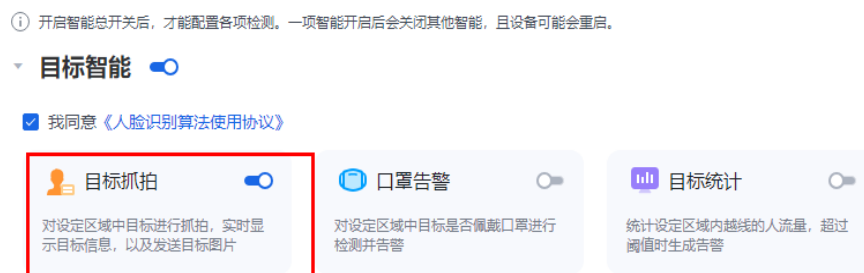 开启智能总开关后，才能配置各项检测。一项智能开启后会关闭其他智能，且设备可能会重启。
目标智能
我同意《人脸识别算法使用协议》
目标抓拍
对设定区域中目标进行抓拍，实时显
示目标信息，以及发送目标图片
口罩告警
对设定区域中目标是否佩戴口罩进行
检测并告警
目标统计
统计设定区域内越线的人流量，超过
阈值时生成告警